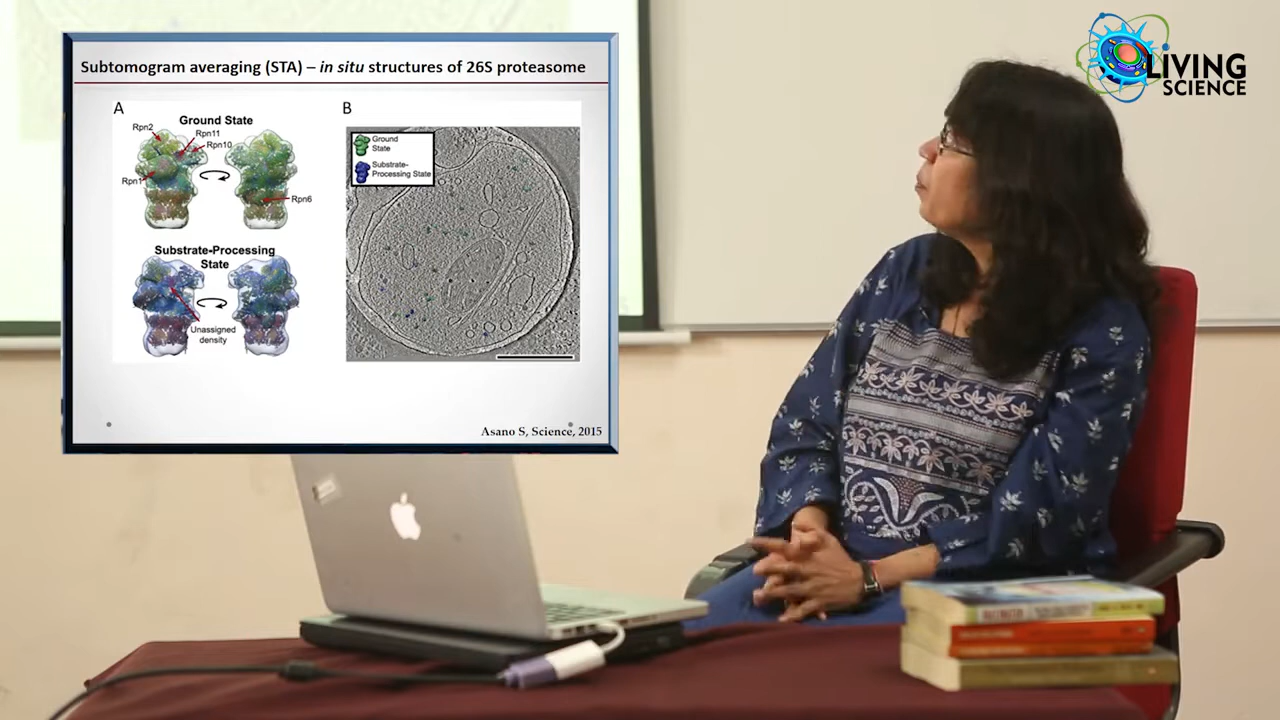 Subtomogram averaging (STA) – in situ structures of 26S proteasome
A
Ground State
Rpn2
Rpn11
Rpn10
Rpn1
Rpn6
Substrate-Processing
State
Unassigned
density
B
Ground
State
Substrate-
Processing State
Asano S, Science, 2015
LIVING
SCIENCE